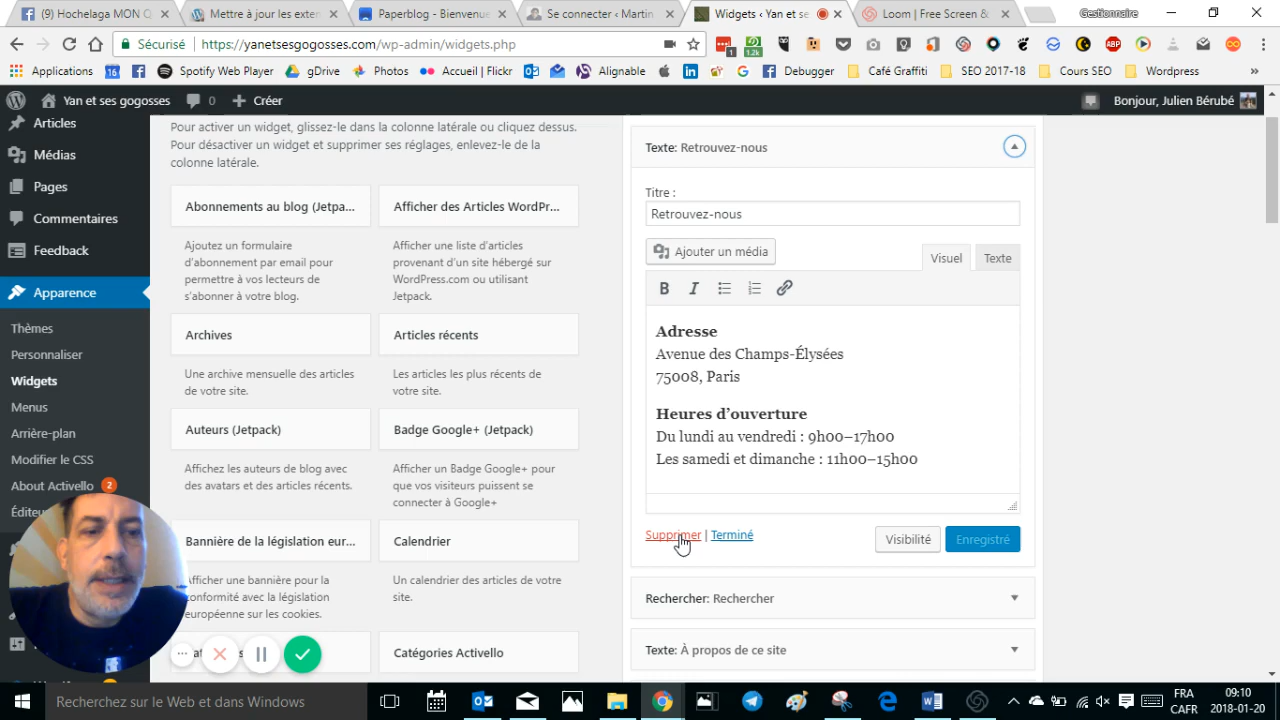 (9) Hochelaga MON Q
Mettre à jour les exter
Paperblog - Bienvenue
Se connecter ‹ Martin
Widgets ‹ Yan et se
Loom | Free Screen &
Gestionnaire
Sécurisé
https://yanetsesgogosses.com/wp-admin/widgets.php
1
1.2k
ABP
Applications
16
Spotify Web Player
gDrive
Photos
Accueil | Flickr
Alignable
Debugger
Café Graffiti
SEO 2017-18
Cours SEO
Wordpress
»
Yan et ses gogosses
0
Créer
Bonjour, Julien Bérubé
Articles
Médias
Pages
Commentaires
Feedback
Apparence
Thèmes
Personnaliser
Widgets
Menus
Arrière-plan
Modifier le CSS
About Activello 2
Éditeu
Pour activer un widget, glissez-le dans la colonne latérale ou cliquez dessus.
Pour désactiver un widget et supprimer ses réglages, enlevez-le de la
colonne latérale.
Abonnements au blog (Jetpa...
Ajoutez un formulaire
d'abonnement par email pour
permettre à vos lecteurs de
s'abonner à votre blog.
Afficher des Articles WordPr...
Afficher une liste d'articles
provenant d'un site hébergé sur
WordPress.com ou utilisant
Jetpack.
Archives
Une archive mensuelle des articles
de votre site.
Articles récents
Les articles les plus récents de
votre site.
Auteurs (Jetpack)
Affichez les auteurs de blog avec
des avatars et des articles récents.
Badge Google+ (Jetpack)
Afficher un Badge Google+ pour
que vos visiteurs puissent se
connecter à Google+
Bannière de la législation eur...
Afficher une bannière pour la
conformité avec la législation
européenne sur les cookies.
Calendrier
Un calendrier des articles de votre
site.
Catégories Activello
Texte: Retrouvez-nous
Titre :
Retrouvez-nous
Ajouter un média
Visuel
Texte
B I
Adresse
Avenue des Champs-Élysées
75008, Paris
Heures d'ouverture
Du lundi au vendredi : 9h00–17h00
Les samedi et dimanche : 11h00–15h00
Supprimer | Terminé
Visibilité
Enregistré
Rechercher: Rechercher
Texte: À propos de ce site
Recherchez sur le Web et dans Windows
FRA
CAFR
09:10
2018-01-20